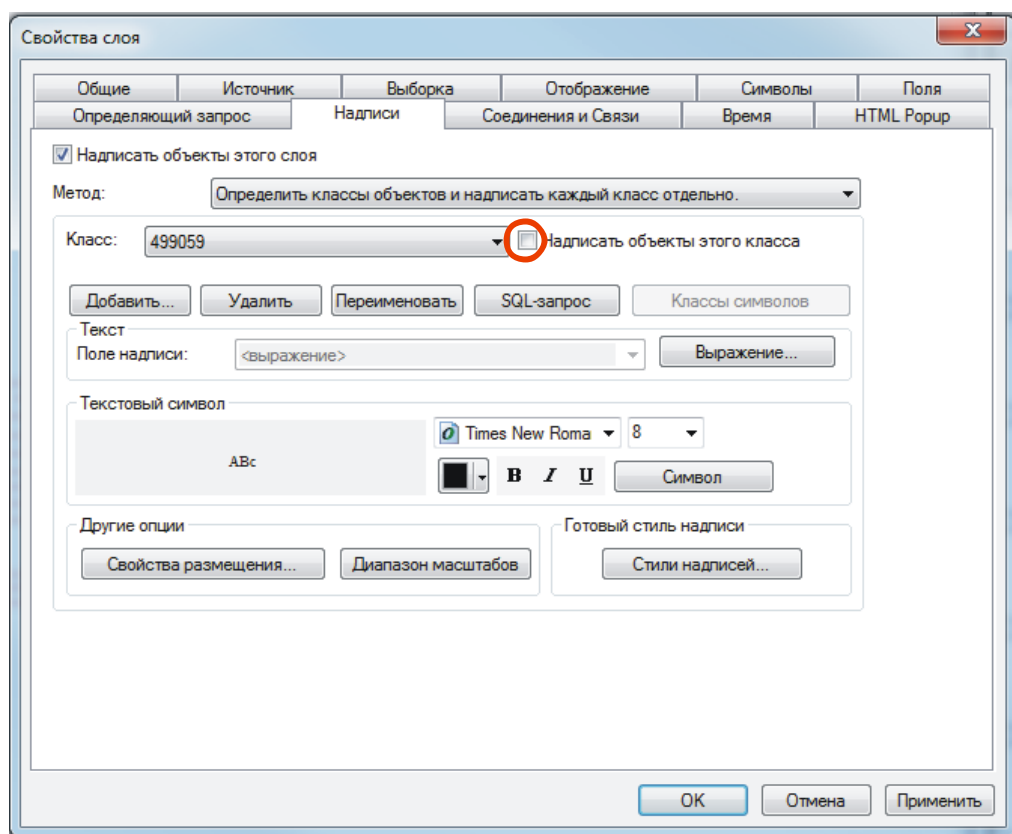 Свойства слоя
Общие Источник Выборка Отображение Символы Поля
Определяющий запрос Надписи Соединения и Связи Время HTML Popup
Надписать объекты этого слоя
Метод: Определить классы объектов и надписать каждый класс отдельно.
Класс: 499059 Надписать объекты этого класса
Добавить... Удалить Переименовать SQL-запрос Классы символов
Текст
Поле надписи: <выражение> Выражение...
Текстовый символ
Times New Roma 8
ABc
B I U Символ
Другие опции Готовый стиль надписи
Свойства размещения... Диапазон масштабов Стили надписей...
OK Отмена Применить